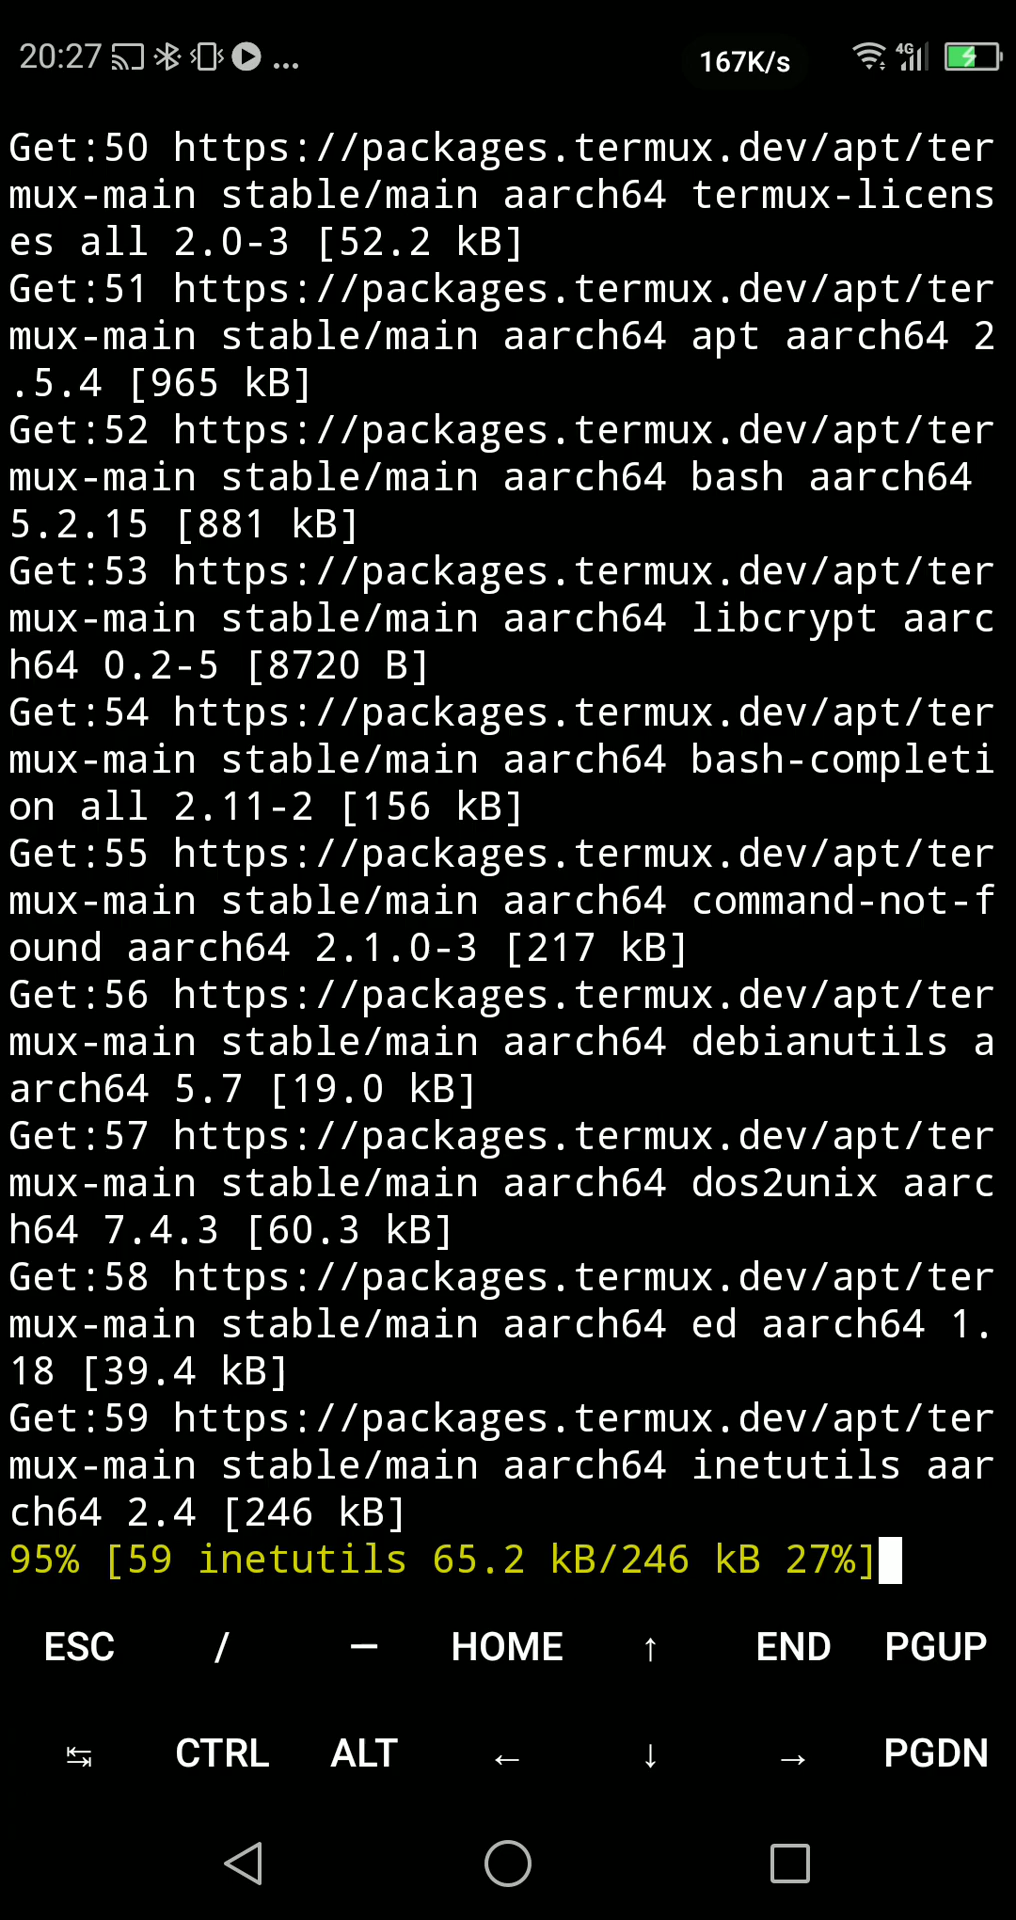 20:27 ... 167K/s 4G
Get:50 https://packages.termux.dev/apt/ter
mux-main stable/main aarch64 termux-licens
es all 2.0-3 [52.2 kB]
Get:51 https://packages.termux.dev/apt/ter
mux-main stable/main aarch64 apt aarch64 2
.5.4 [965 kB]
Get:52 https://packages.termux.dev/apt/ter
mux-main stable/main aarch64 bash aarch64
5.2.15 [881 kB]
Get:53 https://packages.termux.dev/apt/ter
mux-main stable/main aarch64 libcrypt aarc
h64 0.2-5 [8720 B]
Get:54 https://packages.termux.dev/apt/ter
mux-main stable/main aarch64 bash-completi
on all 2.11-2 [156 kB]
Get:55 https://packages.termux.dev/apt/ter
mux-main stable/main aarch64 command-not-f
ound aarch64 2.1.0-3 [217 kB]
Get:56 https://packages.termux.dev/apt/ter
mux-main stable/main aarch64 debianutils a
arch64 5.7 [19.0 kB]
Get:57 https://packages.termux.dev/apt/ter
mux-main stable/main aarch64 dos2unix aarc
h64 7.4.3 [60.3 kB]
Get:58 https://packages.termux.dev/apt/ter
mux-main stable/main aarch64 ed aarch64 1.
18 [39.4 kB]
Get:59 https://packages.termux.dev/apt/ter
mux-main stable/main aarch64 inetutils aar
ch64 2.4 [246 kB]
95% [59 inetutils 65.2 kB/246 kB 27%]
ESC / — HOME ↑ END PGUP
↹ CTRL ALT ← ↓ → PGDN